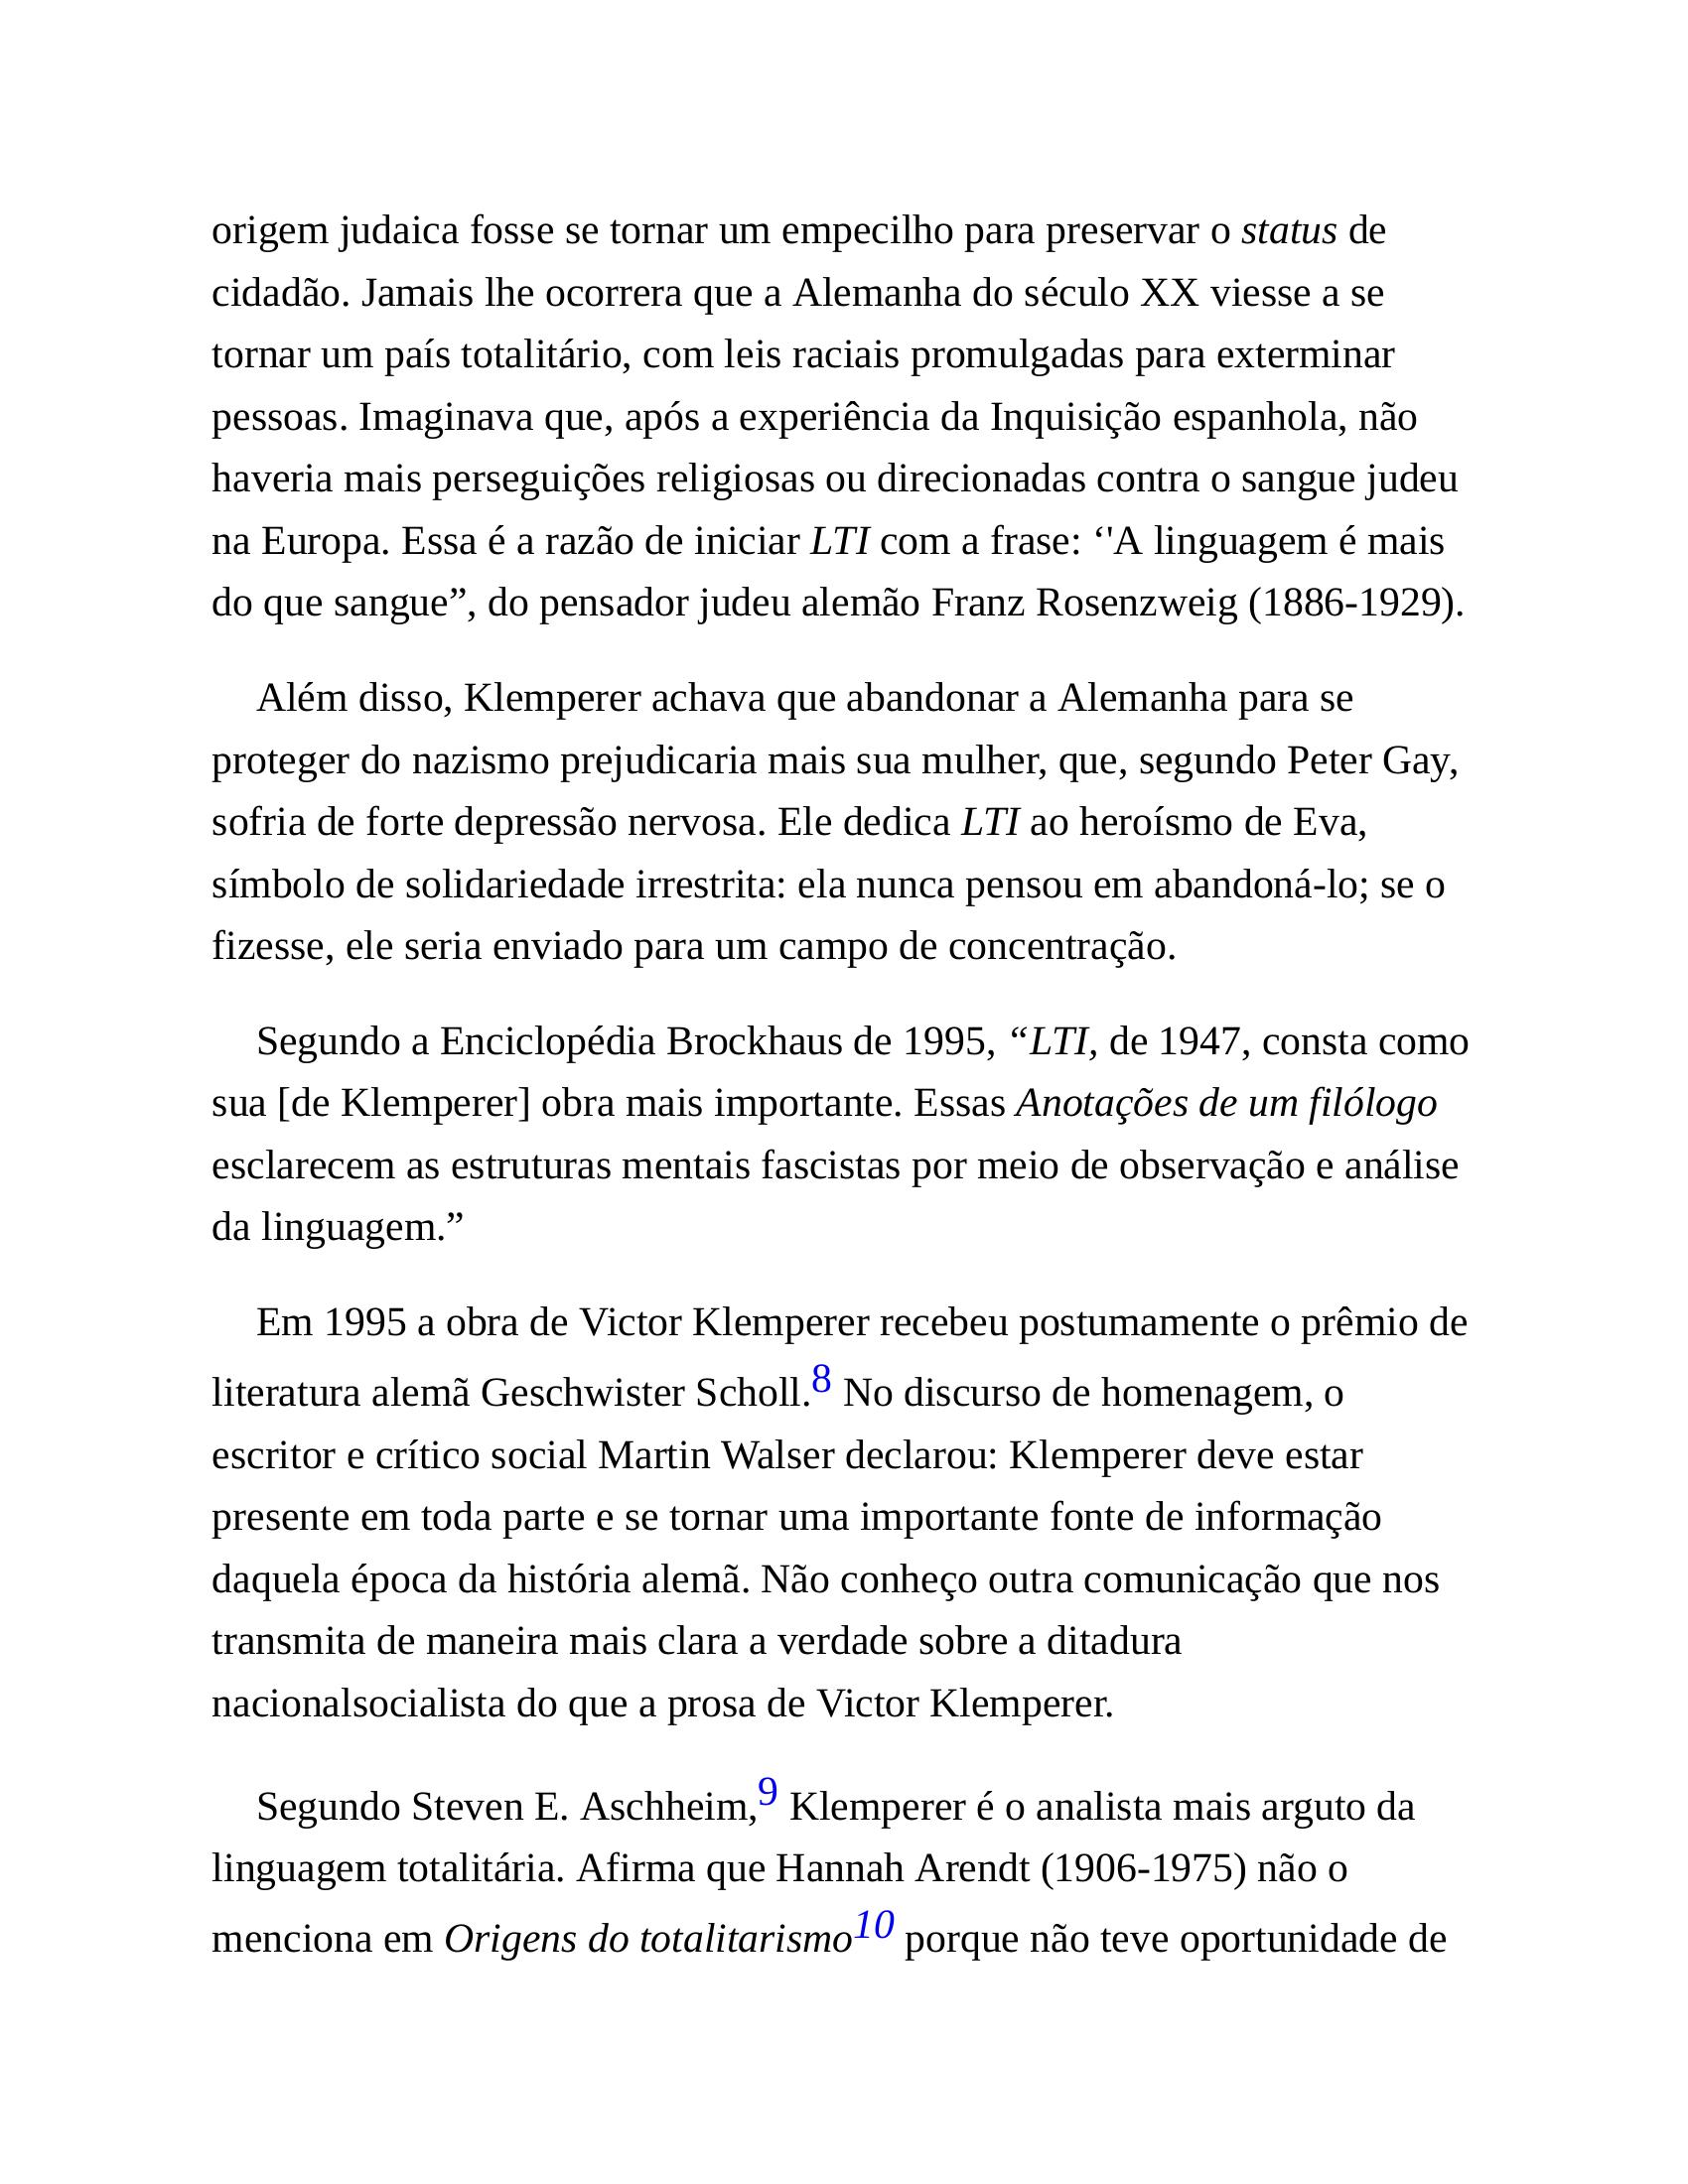 origem judaica fosse se tornar um empecilho para preservar o status de
cidadão. Jamais lhe ocorrera que a Alemanha do século XX viesse a se
tornar um país totalitário, com leis raciais promulgadas para exterminar
pessoas. Imaginava que, após a experiência da Inquisição espanhola, não
haveria mais perseguições religiosas ou direcionadas contra o sangue judeu
na Europa. Essa é a razão de iniciar LTI com a frase: ‘'A linguagem é mais
do que sangue”, do pensador judeu alemão Franz Rosenzweig (1886-1929).
Além disso, Klemperer achava que abandonar a Alemanha para se
proteger do nazismo prejudicaria mais sua mulher, que, segundo Peter Gay,
sofria de forte depressão nervosa. Ele dedica LTI ao heroísmo de Eva,
símbolo de solidariedade irrestrita: ela nunca pensou em abandoná-lo; se o
fizesse, ele seria enviado para um campo de concentração.
Segundo a Enciclopédia Brockhaus de 1995, “LTI, de 1947, consta como
sua [de Klemperer] obra mais importante. Essas Anotações de um filólogo
esclarecem as estruturas mentais fascistas por meio de observação e análise
da linguagem.”
Em 1995 a obra de Victor Klemperer recebeu postumamente o prêmio de
literatura alemã Geschwister Scholl.8 No discurso de homenagem, o
escritor e crítico social Martin Walser declarou: Klemperer deve estar
presente em toda parte e se tornar uma importante fonte de informação
daquela época da história alemã. Não conheço outra comunicação que nos
transmita de maneira mais clara a verdade sobre a ditadura
nacionalsocialista do que a prosa de Victor Klemperer.
Segundo Steven E. Aschheim,9 Klemperer é o analista mais arguto da
linguagem totalitária. Afirma que Hannah Arendt (1906-1975) não o
menciona em Origens do totalitarismo10 porque não teve oportunidade de